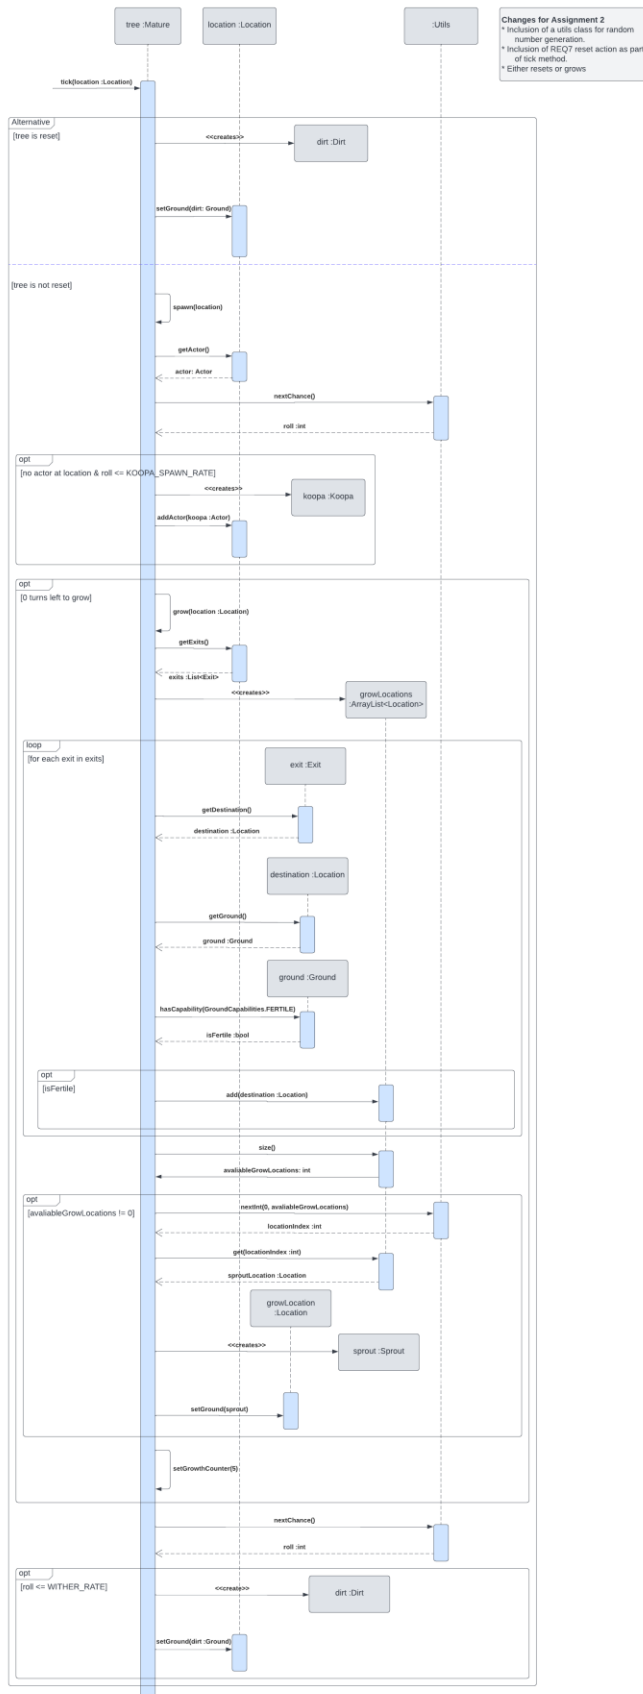 tree :Mature
location :Location
:Utils
Changes for Assignment 2
* Inclusion of a utils class for random
number generation.
* Inclusion of REQ7 reset action as part
of tick method.
* Either resets or grows
tick(location :Location)
Alternative
[tree is reset]
<<creates>>
dirt :Dirt
setGround(dirt: Ground)
[tree is not reset]
spawn(location)
getActor()
actor: Actor
nextChance()
roll :int
opt
[no actor at location & roll <= KOOPA_SPAWN_RATE]
<<creates>>
koopa :Koopa
addActor(koopa :Actor)
opt
[0 turns left to grow]
grow(location :Location)
getExits()
exits :List<Exit>
<<creates>>
growLocations
:ArrayList<Location>
loop
[for each exit in exits]
exit :Exit
getDestination()
destination :Location
destination :Location
getGround()
ground :Ground
ground :Ground
hasCapability(GroundCapabilities.FERTILE)
isFertile :bool
opt
[isFertile]
add(destination :Location)
size()
avaliableGrowLocations: int
opt
[avaliableGrowLocations != 0]
nextInt(0, avaliableGrowLocations)
locationIndex :int
get(locationIndex :int)
sproutLocation :Location
growLocation
:Location
<<creates>>
sprout :Sprout
setGround(sprout)
setGrowthCounter(5)
nextChance()
roll :int
opt
[roll <= WITHER_RATE]
<<create>>
dirt :Dirt
setGround(dirt :Ground)